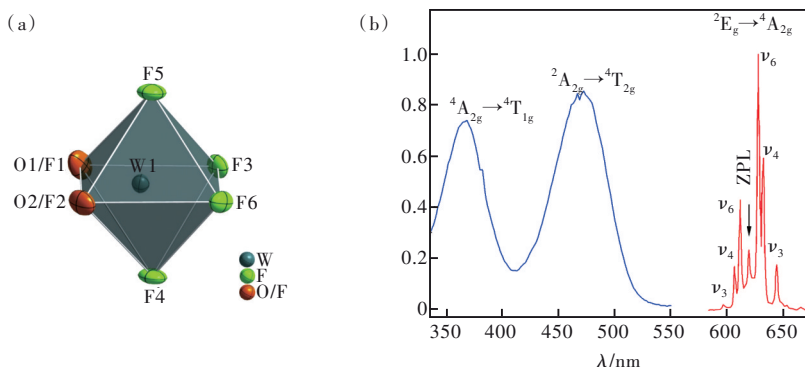 (a)
F5
O1/F1
W1
F3
O2/F2
F6
F4
W
F
O/F
(b)
²E_g→⁴A_2g
1.0
ν₆
⁴A_2g→⁴T_1g
²A_2g→⁴T_2g
0.8
ν₄
0.6
ZPL
0.4
ν₆
ν₄
ν₃
0.2
ν₃
0
350
400
450
500
550
600
650
λ/nm